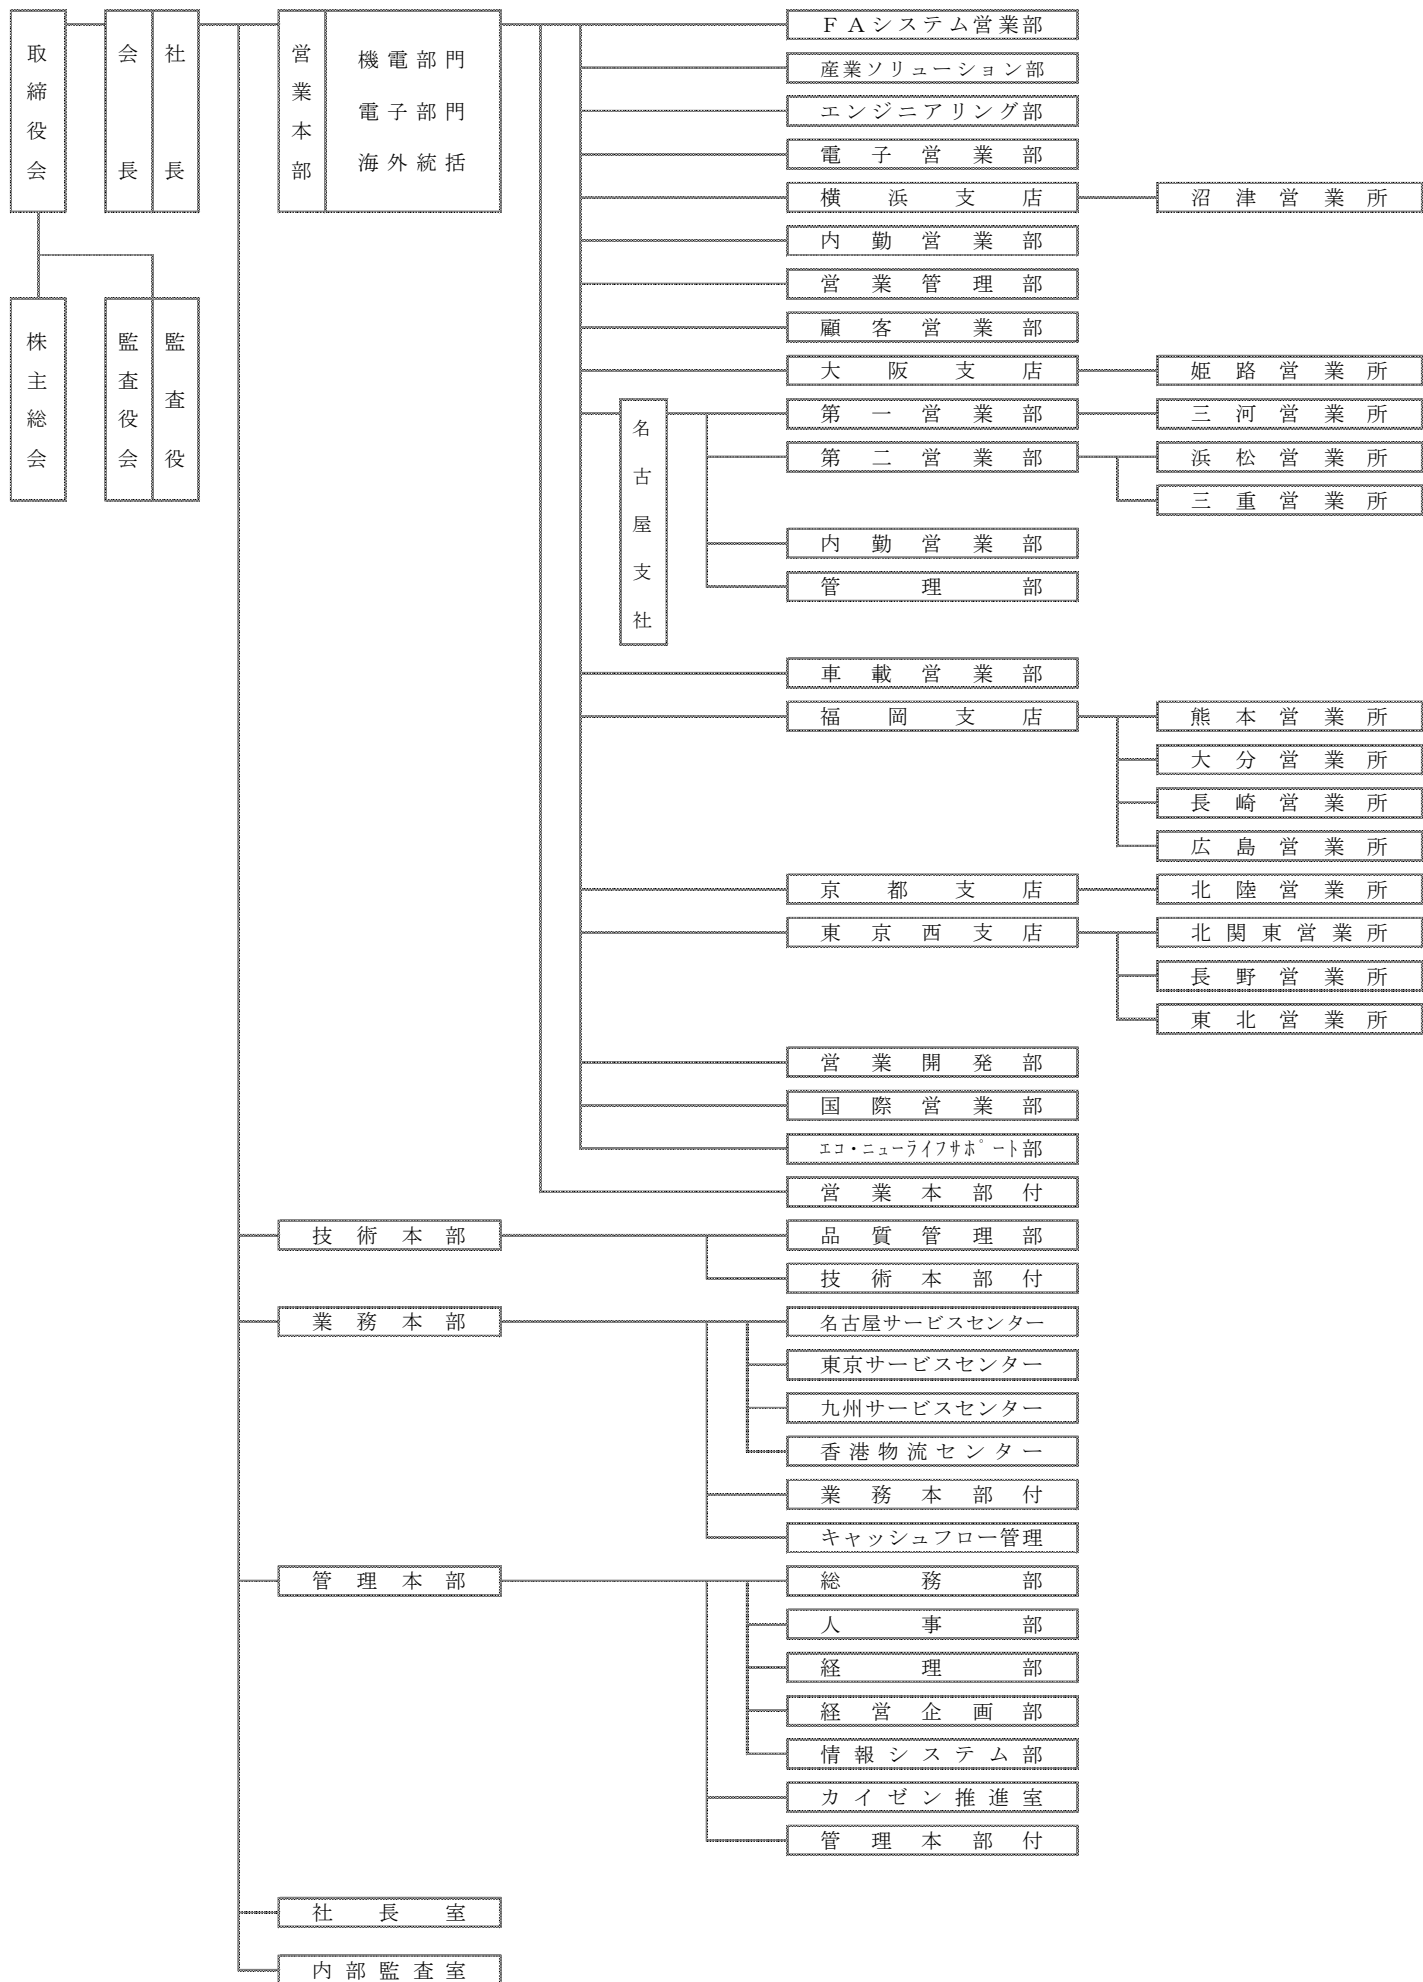 取締役会
会長
社長
営業本部
機電部門
電子部門
海外統括
株主総会
監査役会
監査役
ＦＡシステム営業部
産業ソリューション部
エンジニアリング部
電子営業部
横浜支店
沼津営業所
内勤営業部
営業管理部
顧客営業部
大阪支店
姫路営業所
名古屋支社
第一営業部
三河営業所
第二営業部
浜松営業所
三重営業所
内勤営業部
管理部
車載営業部
福岡支店
熊本営業所
大分営業所
長崎営業所
広島営業所
京都支店
北陸営業所
東京西支店
北関東営業所
長野営業所
東北営業所
営業開発部
国際営業部
エコ・ニューライフサポート部
営業本部付
技術本部
品質管理部
技術本部付
業務本部
名古屋サービスセンター
東京サービスセンター
九州サービスセンター
香港物流センター
業務本部付
キャッシュフロー管理
管理本部
総務部
人事部
経理部
経営企画部
情報システム部
カイゼン推進室
管理本部付
社長室
内部監査室